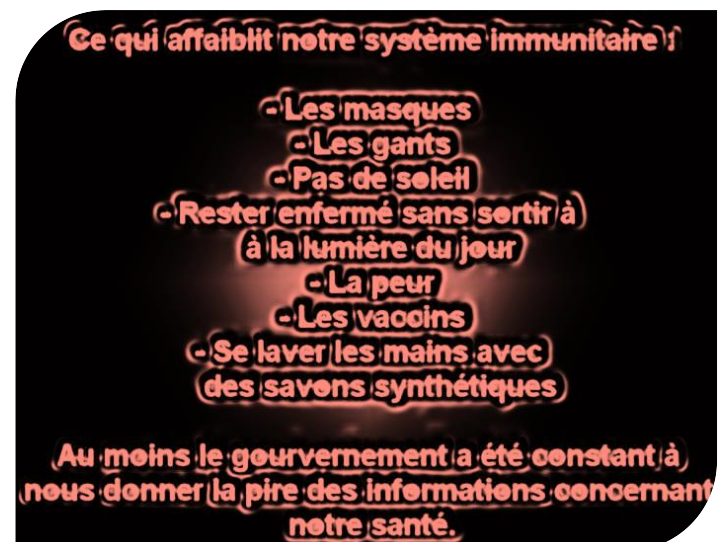 Ce qui affaiblit notre système immunitaire :
- Les masques
- Les gants
- Pas de soleil
- Rester enfermé sans sortir à
à la lumière du jour
- La peur
- Les vaccins
- Se laver les mains avec
des savons synthétiques
Au moins le gourvernement a été constant à
nous donner la pire des informations concernant
notre santé.